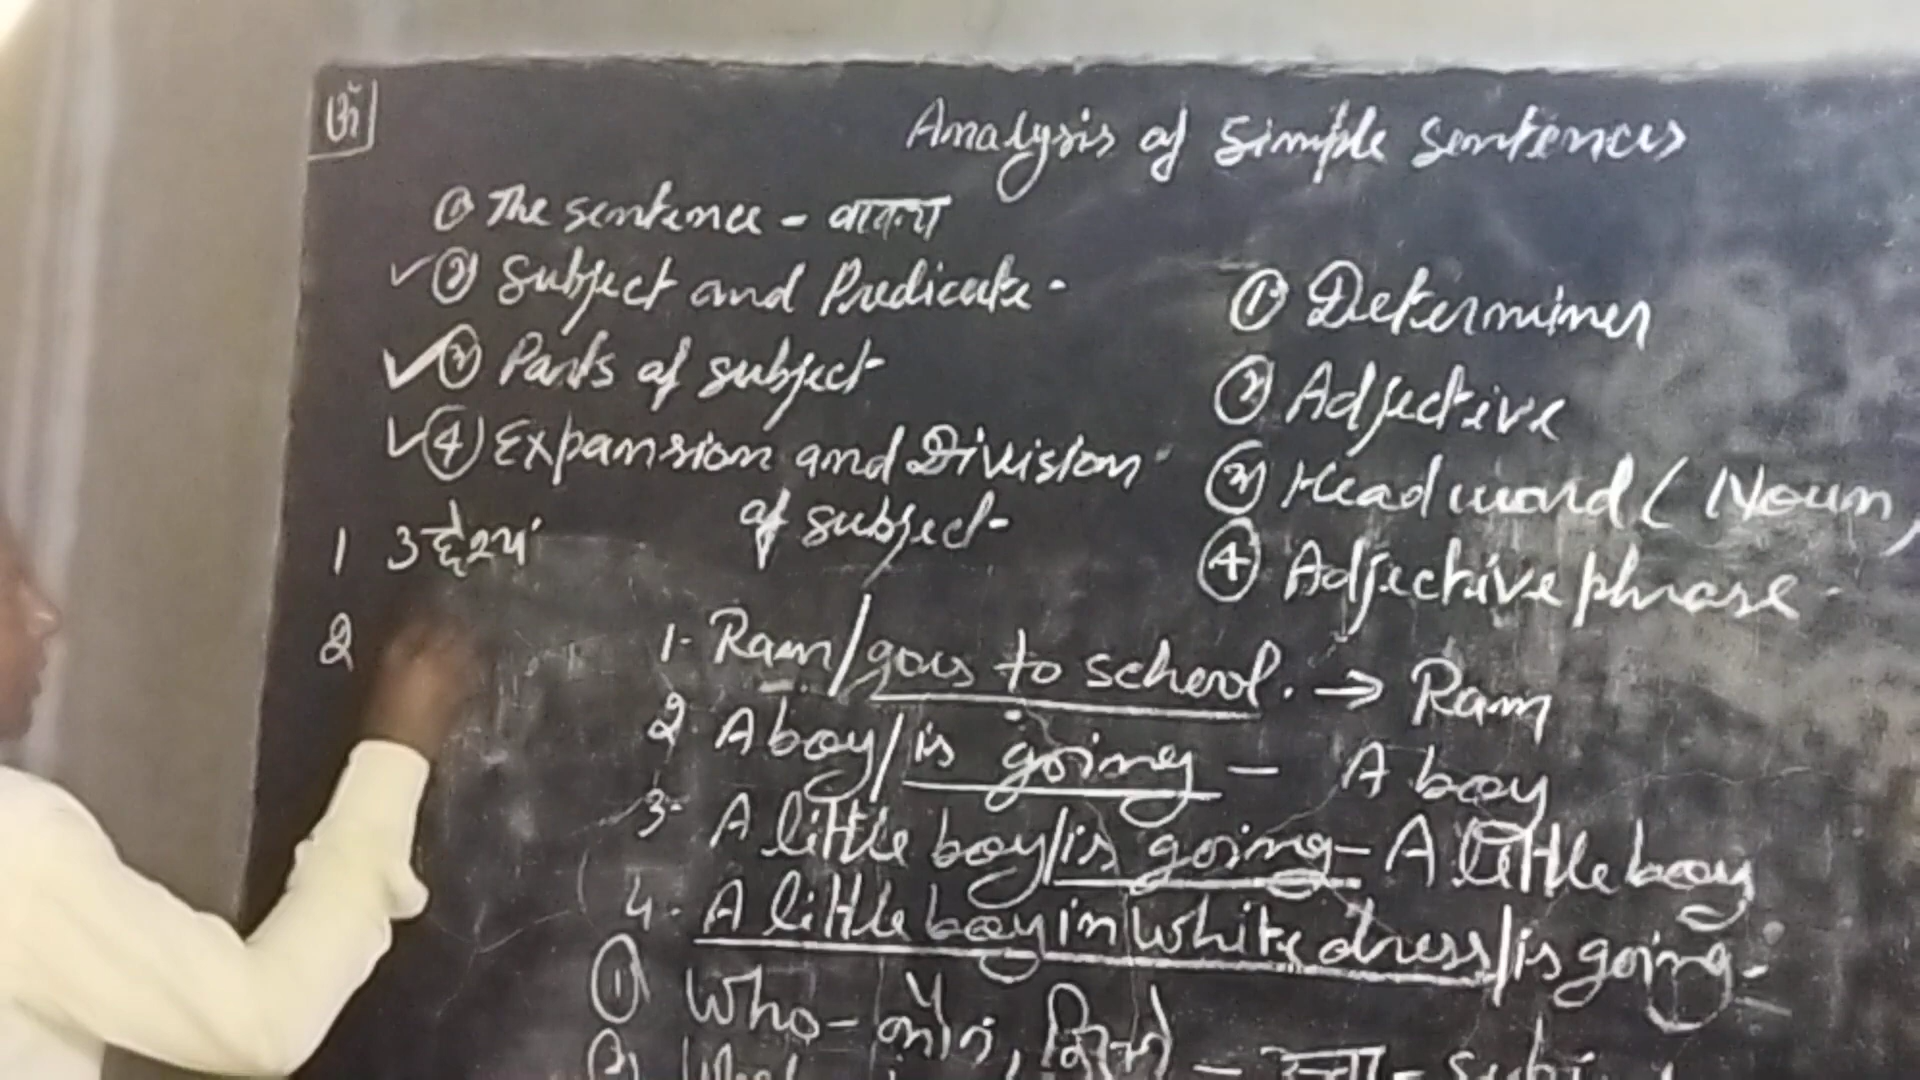 ॐ
Analysis of Simple Sentences
① The sentence - वाक्य
② Subject and Predicate -
③ Parts of subject
④ Expansion and Division
of subject -
① Determiner
② Adjective
③ Head word ( Noun )
④ Adjective phrase -
1 उद्देश्य
2
1- Ram/goes to school. → Ram
2 A boy/is going – A boy
3- A little boy/is going – A little boy
4- A little boy in white dress/is going -
① Who – कौन, किसने